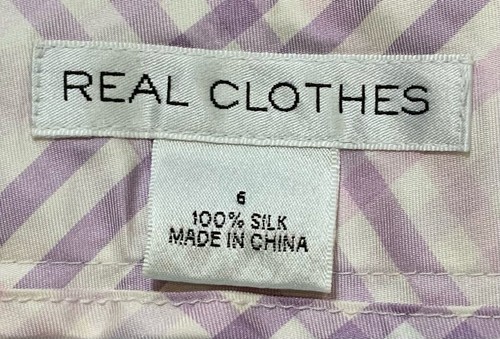 REAL CLOTHES
6
100% SILK
MADE IN CHINA